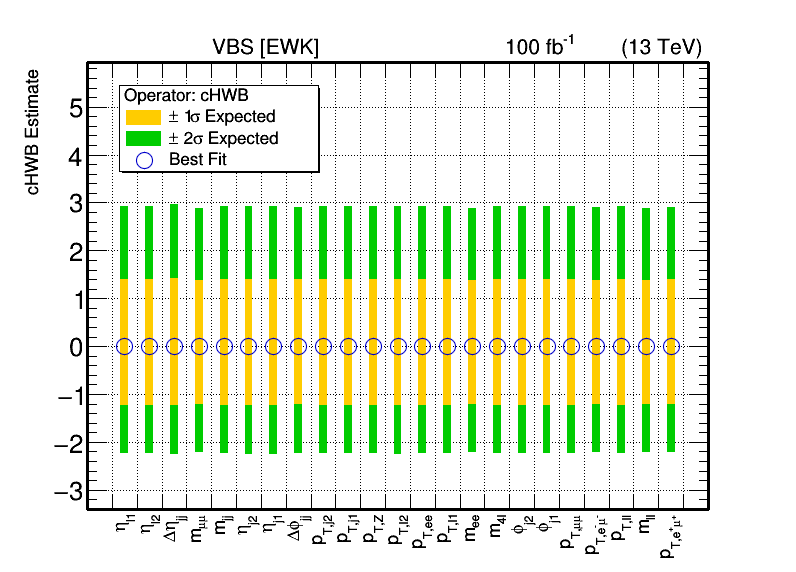 VBS [EWK] 100 fb-1 (13 TeV)
cHWB Estimate
Operator: cHWB
± 1σ Expected
± 2σ Expected
Best Fit
5
4
3
2
1
0
−1
−2
−3
ηl1 ηl2 Δηjj mμμ mjj ηj2 ηj1 Δϕjj pT,j2 pT,j1 pT,Z pT,l2 pT,ee pT,l1 mee m4l ϕj2 ϕj1 pT,μμ pT,e-μ- pT,ll mll pT,e+μ+